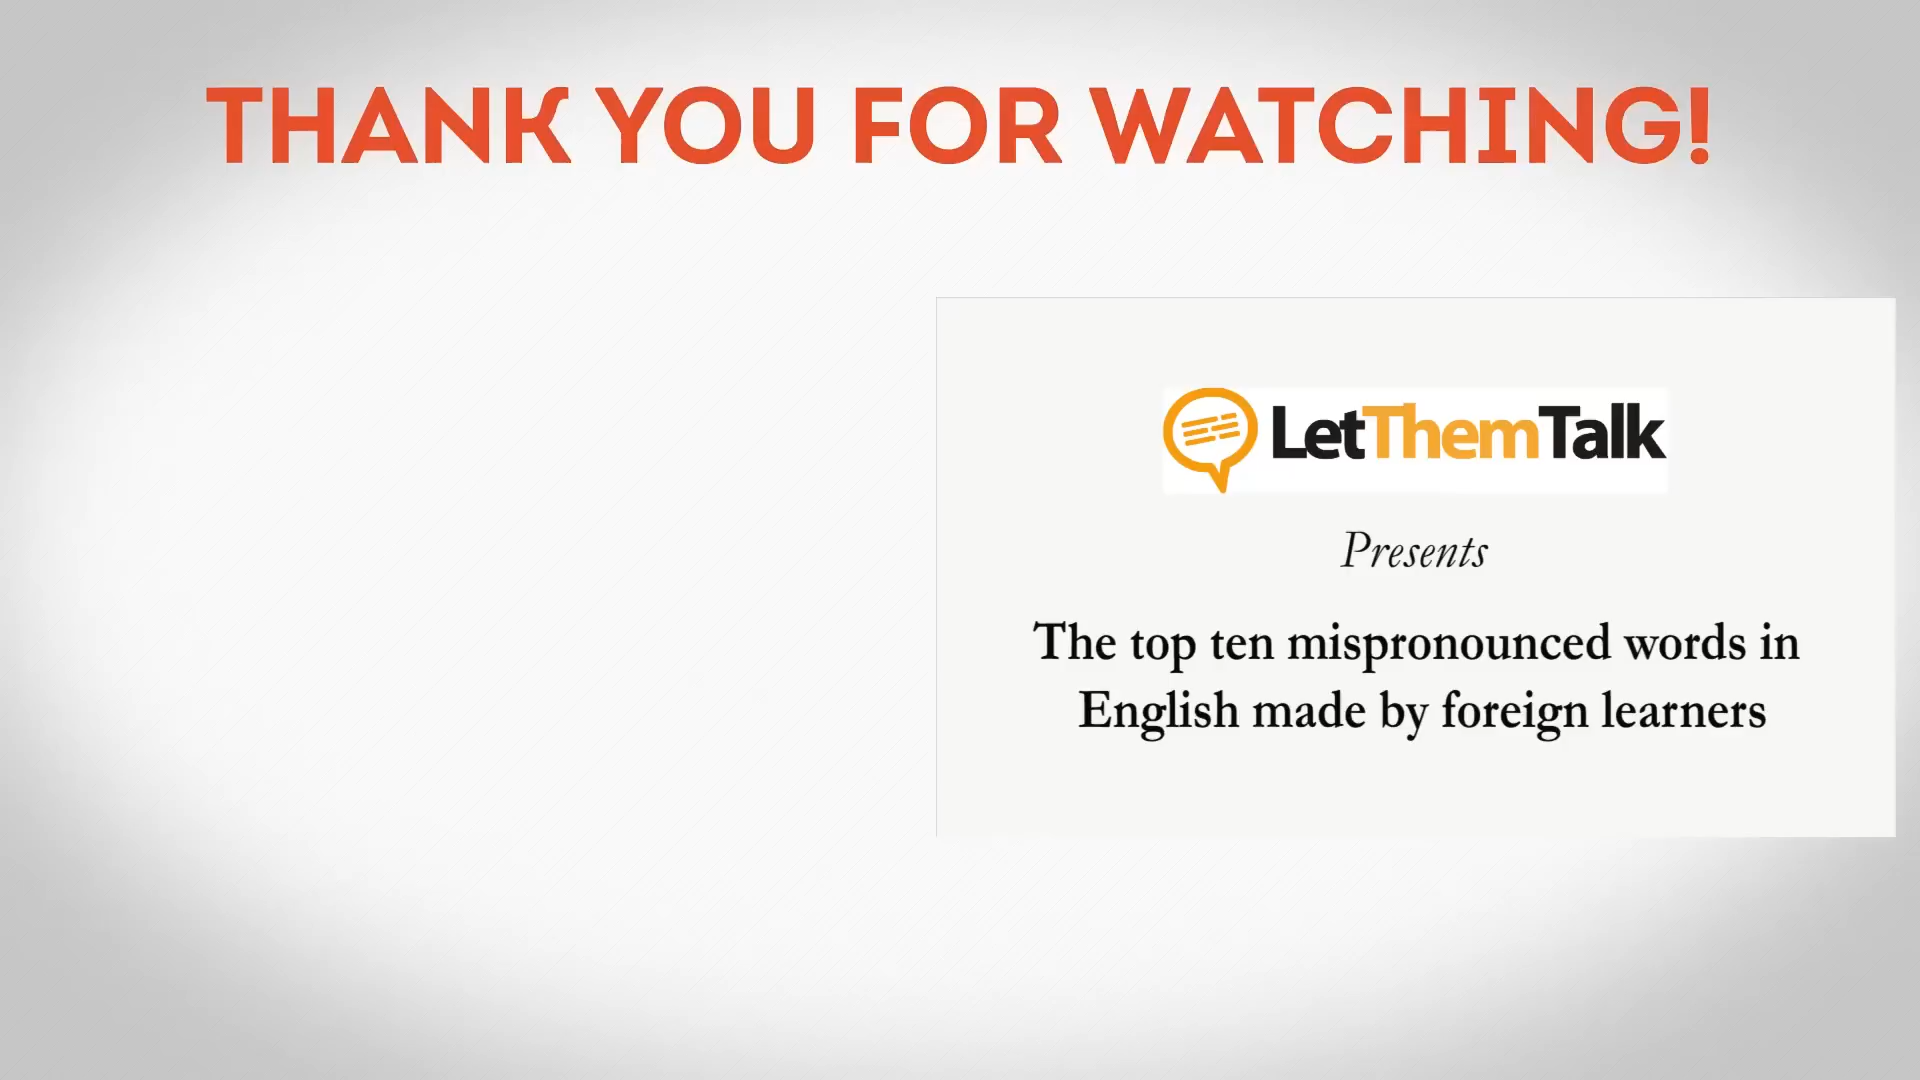 THANK YOU FOR WATCHING!
LetThemTalk
Presents
The top ten mispronounced words in
English made by foreign learners